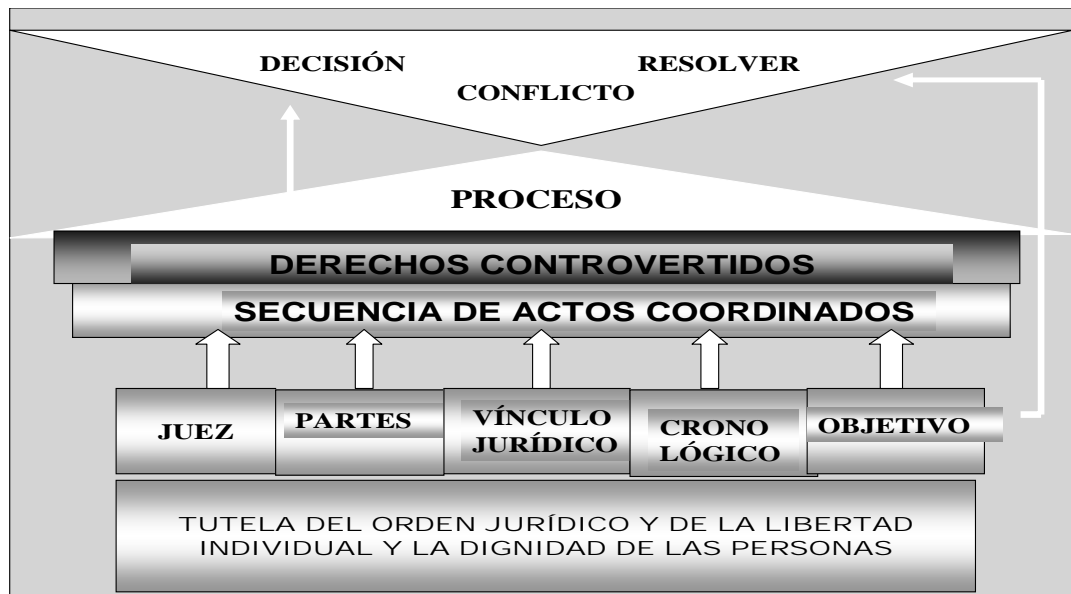 DECISIÓN RESOLVER
CONFLICTO
PROCESO
DERECHOS CONTROVERTIDOS
SECUENCIA DE ACTOS COORDINADOS
JUEZ
PARTES
VÍNCULO
JURÍDICO
CRONO
LÓGICO
OBJETIVO
TUTELA DEL ORDEN JURÍDICO Y DE LA LIBERTAD
INDIVIDUAL Y LA DIGNIDAD DE LAS PERSONAS